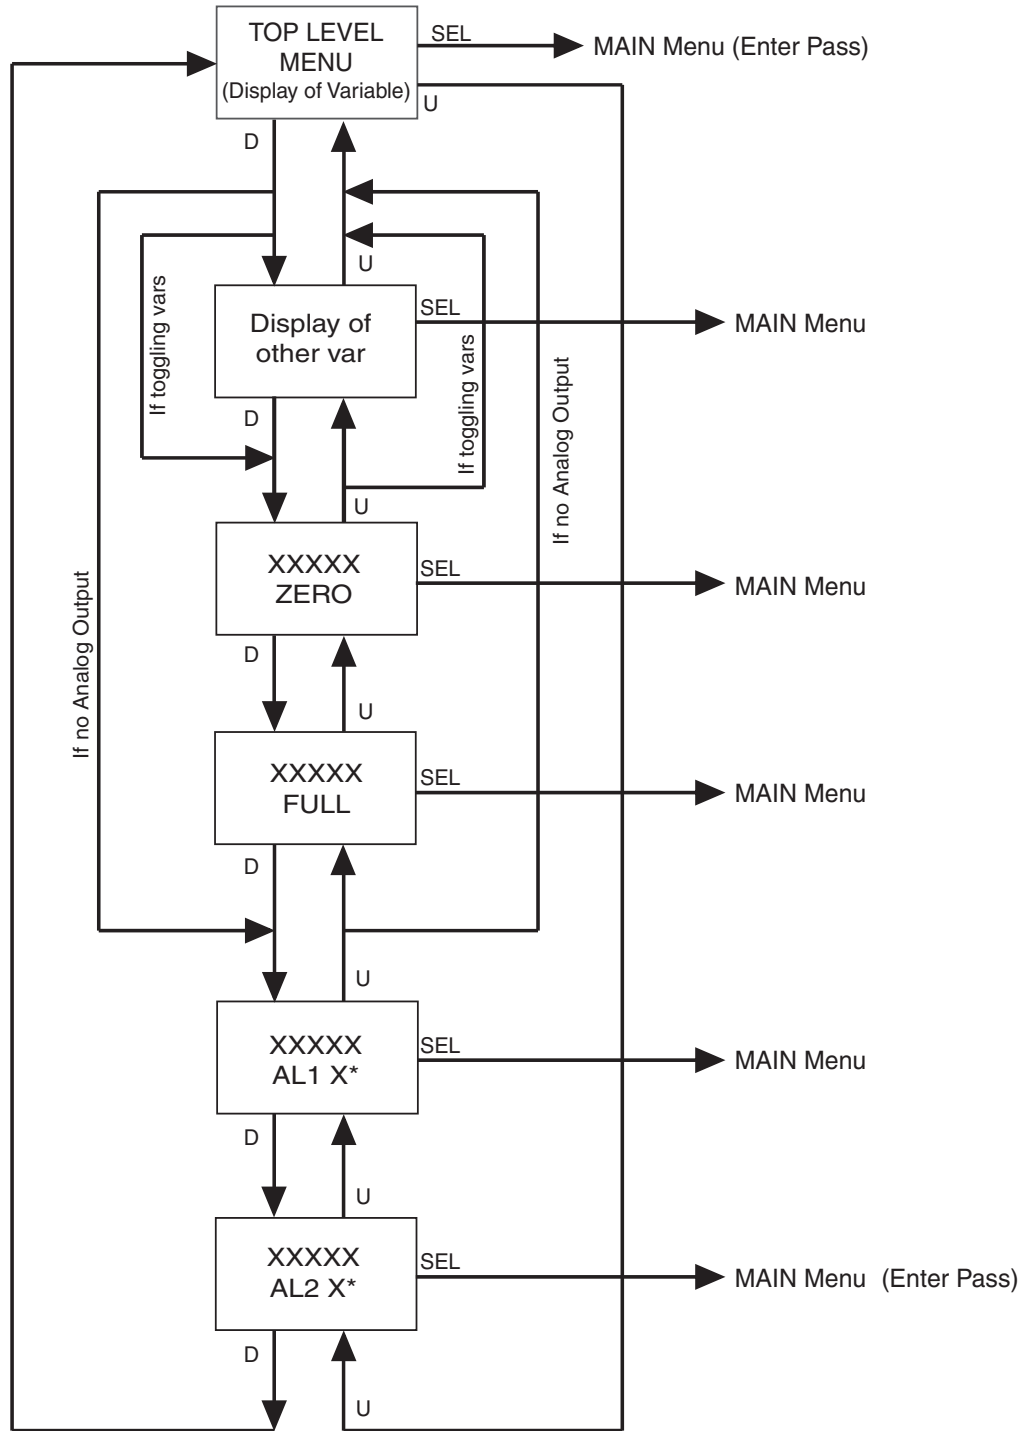 TOP LEVEL
MENU
(Display of Variable)
SEL
MAIN Menu (Enter Pass)
U
D
U
If toggling vars
Display of
other var
SEL
MAIN Menu
If toggling vars
If no Analog Output
D
U
XXXXX
ZERO
SEL
MAIN Menu
If no Analog Output
D
U
XXXXX
FULL
SEL
MAIN Menu
D
U
XXXXX
AL1 X*
SEL
MAIN Menu
D
U
XXXXX
AL2 X*
SEL
MAIN Menu (Enter Pass)
D
U